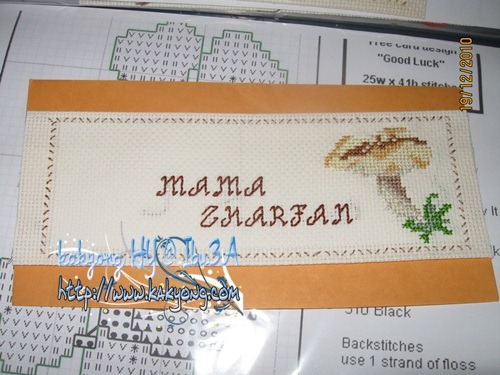 Free card design
"Good Luck"
25w x 41h stitches
19/12/2010
MAMA
ZHARFAN
http://www.kakyong.com
310 Black
Backstitches
use 1 strand of floss